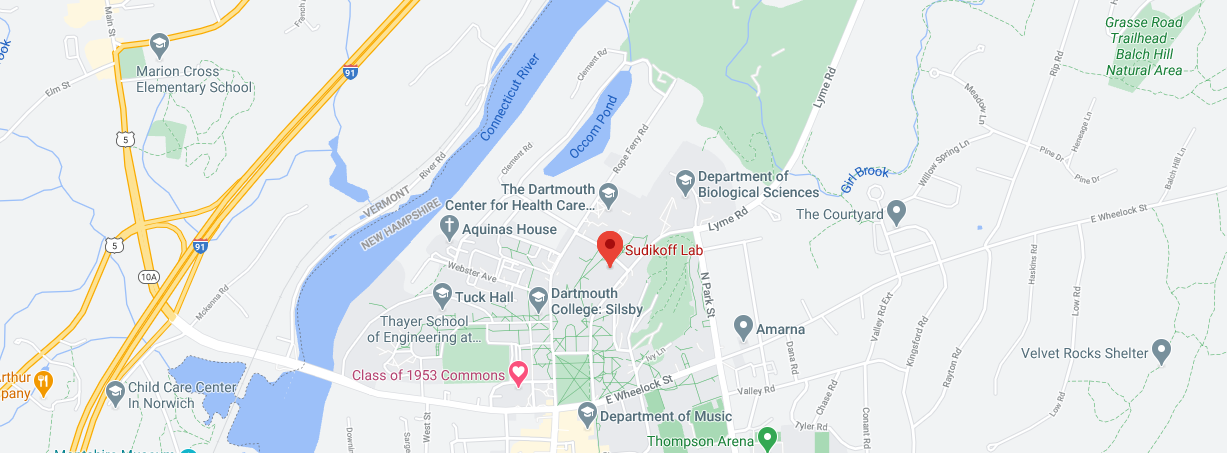 Main St
French A
Grasse Road
Trailhead -
Balch Hill
Natural Area
Marion Cross
Elementary School
Elm St
91
5
Connecticut River
Clement Rd
Occom Pond
Rope Ferry Rd
Lyme Rd
Rip Rd
Meadow Ln
Heneage Ln
Pine Dr
Pine Dr
Balch Hill Ln
Willow Spring Ln
Girl Brook
River Rd
Clement Rd
VERMONT
NEW HAMPSHIRE
The Dartmouth
Center for Health Care...
Department of
Biological Sciences
The Courtyard
E Wheelock St
Lyme Rd
Aquinas House
Sudikoff Lab
5
91
10A
Mckenna Rd
Webster Ave
Tuck Hall
Dartmouth
College: Silsby
N Park St
Haskins Rd
Low Rd
Valley Rd Ext
Kingsford Rd
Thayer School
of Engineering at...
Amarna
Dana Rd
Rayton Rd
Velvet Rocks Shelter
Ivy Ln
Class of 1953 Commons
E Wheelock St
Valley Rd
Chase Rd
Conant Rd
Low Rd
Arthur
pany
Child Care Center
In Norwich
West St
Department of Music
Tyler Rd
Thompson Arena